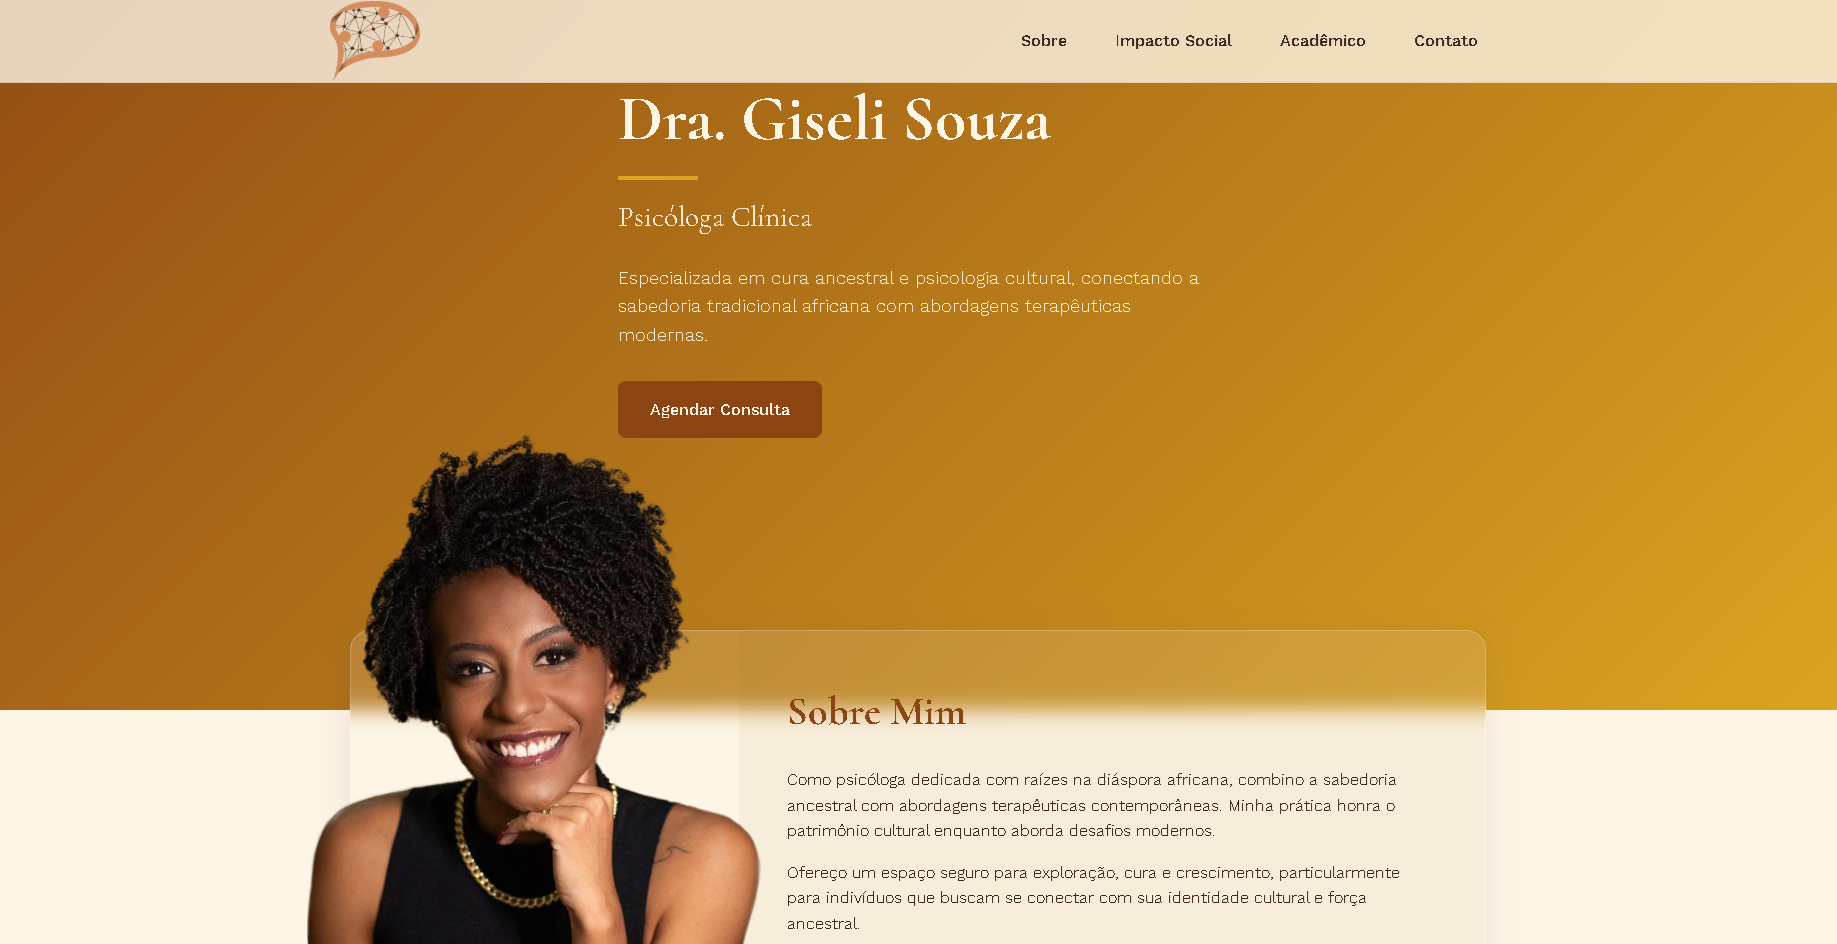 Sobre
Impacto Social
Acadêmico
Contato
Dra. Giseli Souza
Psicóloga Clínica
Especializada em cura ancestral e psicologia cultural, conectando a
sabedoria tradicional africana com abordagens terapêuticas
modernas.
Agendar Consulta
Sobre Mim
Como psicóloga dedicada com raízes na diáspora africana, combino a sabedoria
ancestral com abordagens terapêuticas contemporâneas. Minha prática honra o
patrimônio cultural enquanto aborda desafios modernos.
Ofereço um espaço seguro para exploração, cura e crescimento, particularmente
para indivíduos que buscam se conectar com sua identidade cultural e força
ancestral.